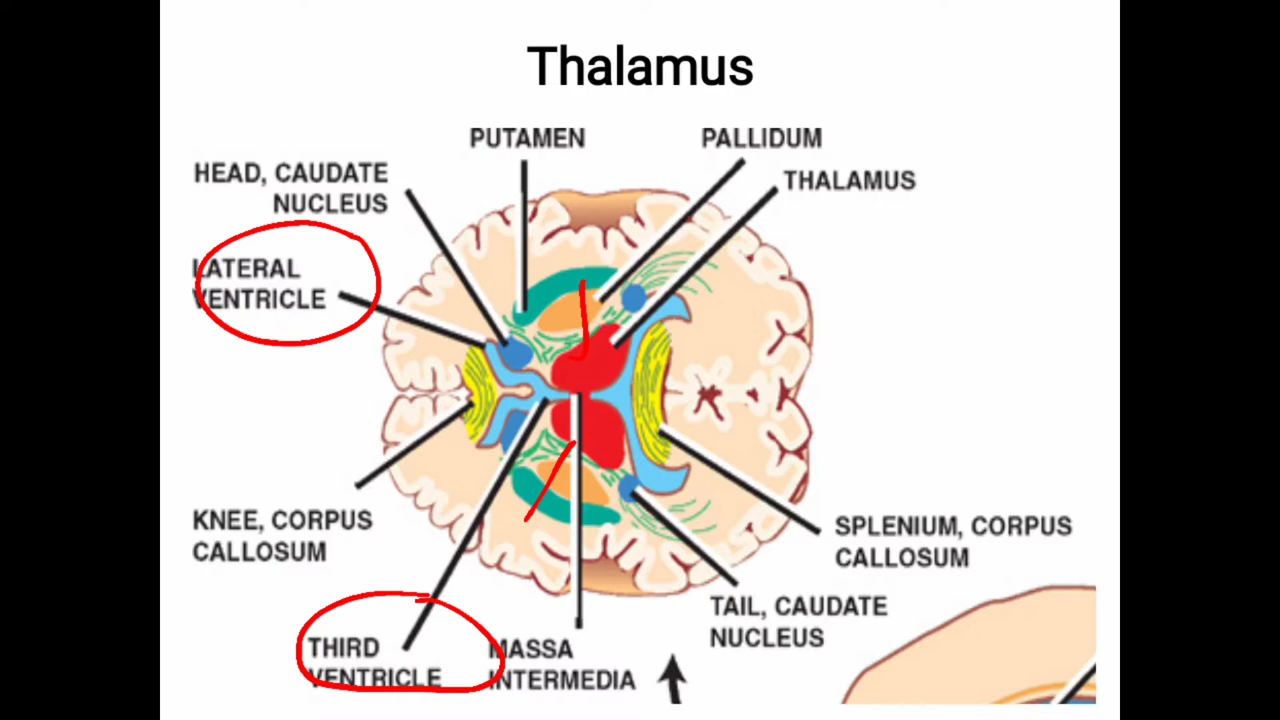 Thalamus
PUTAMEN
PALLIDUM
HEAD, CAUDATE
NUCLEUS
THALAMUS
LATERAL
VENTRICLE
KNEE, CORPUS
CALLOSUM
SPLENIUM, CORPUS
CALLOSUM
TAIL, CAUDATE
NUCLEUS
THIRD
VENTRICLE
MASSA
INTERMEDIA